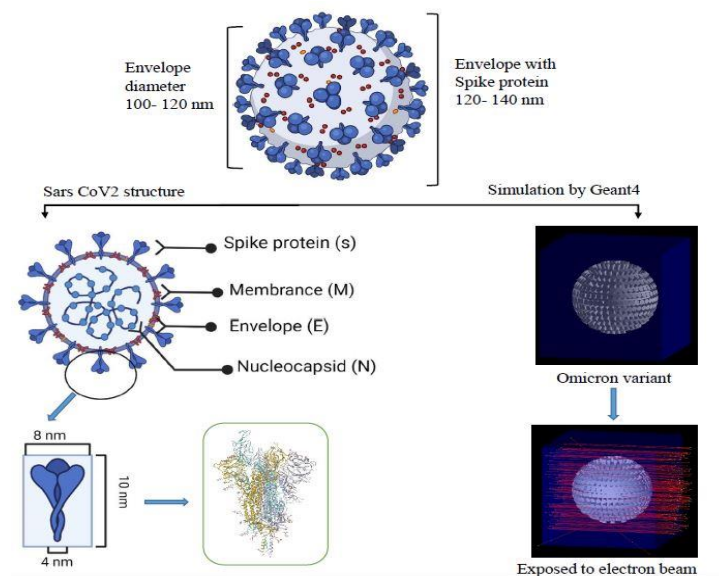 Envelope
diameter
100- 120 nm
Envelope with
Spike protein
120- 140 nm
Sars CoV2 structure
Simulation by Geant4
Spike protein (s)
Membrance (M)
Envelope (E)
Nucleocapsid (N)
Omicron variant
8 nm
10 nm
4 nm
Exposed to electron beam